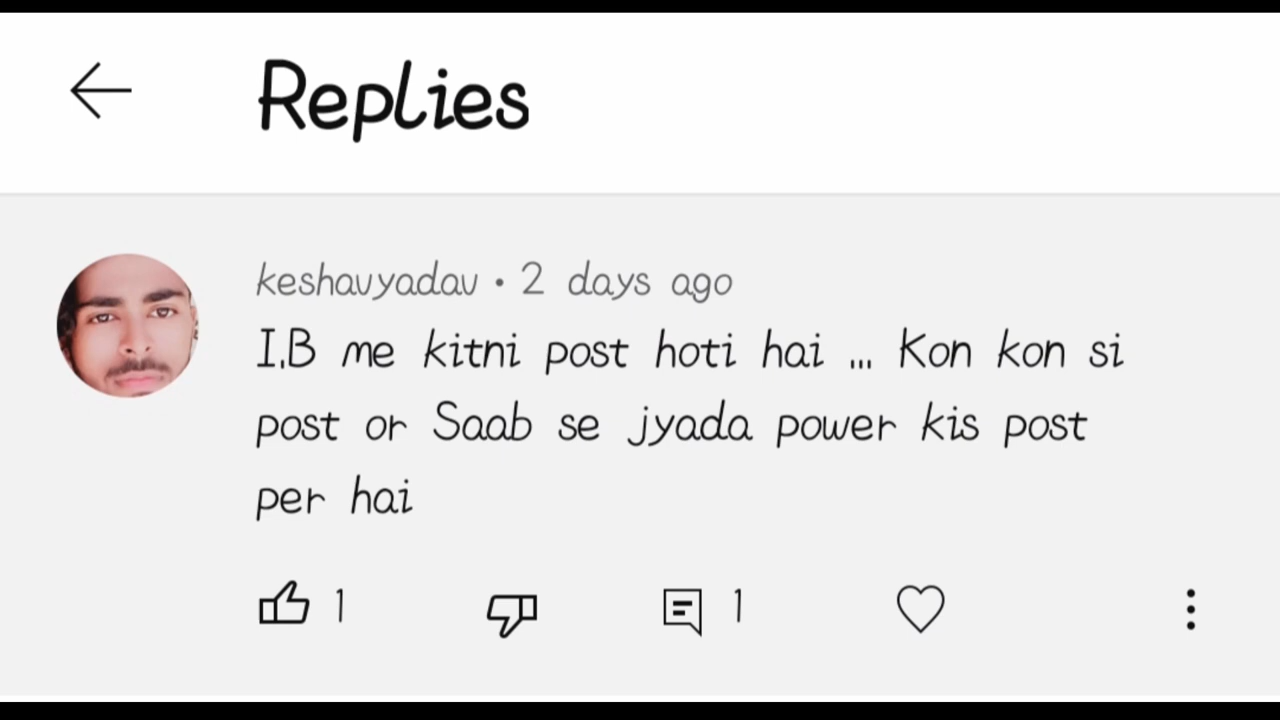 Replies
keshavyadav • 2 days ago
I.B me kitni post hoti hai ... Kon kon si
post or Saab se jyada power kis post
per hai
1 1